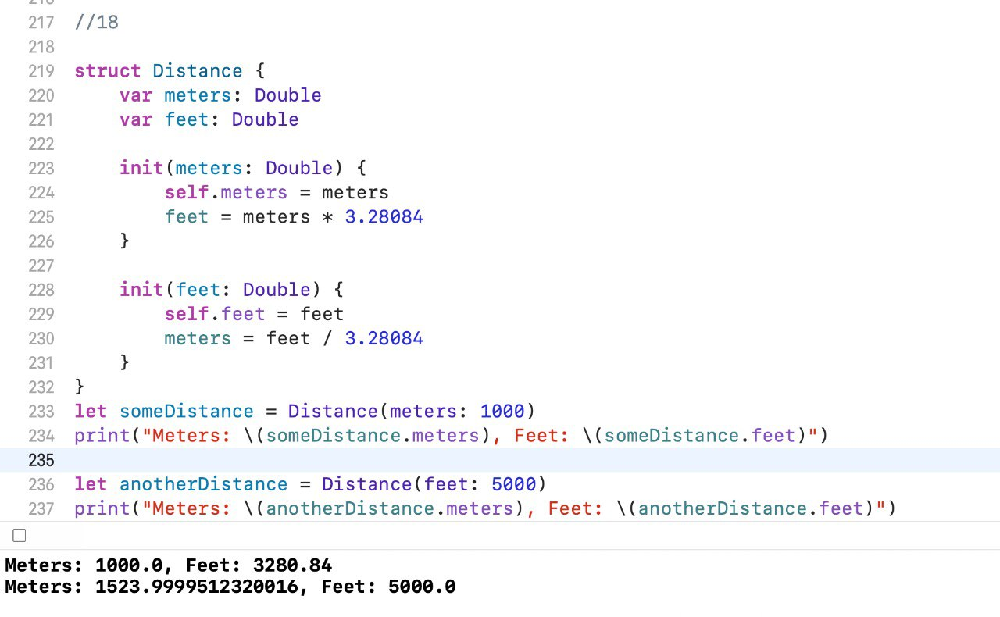 217 //18
218
219 struct Distance {
220     var meters: Double
221     var feet: Double
222
223     init(meters: Double) {
224         self.meters = meters
225         feet = meters * 3.28084
226     }
227
228     init(feet: Double) {
229         self.feet = feet
230         meters = feet / 3.28084
231     }
232 }
233 let someDistance = Distance(meters: 1000)
234 print("Meters: \(someDistance.meters), Feet: \(someDistance.feet)")
235
236 let anotherDistance = Distance(feet: 5000)
237 print("Meters: \(anotherDistance.meters), Feet: \(anotherDistance.feet)")
Meters: 1000.0, Feet: 3280.84
Meters: 1523.9999512320016, Feet: 5000.0